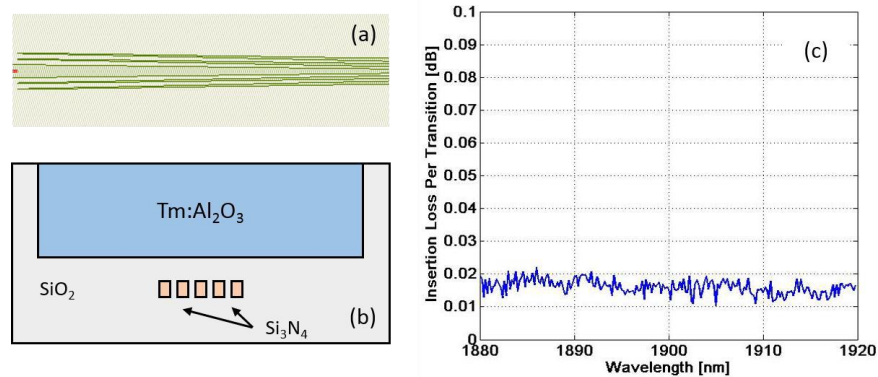 (a)
Tm:Al₂O₃
SiO₂
(b)
Si₃N₄
(c)
Insertion Loss Per Transition [dB]
0.1
0.09
0.08
0.07
0.06
0.05
0.04
0.03
0.02
0.01
0
1880
1890
1900
1910
1920
Wavelength [nm]